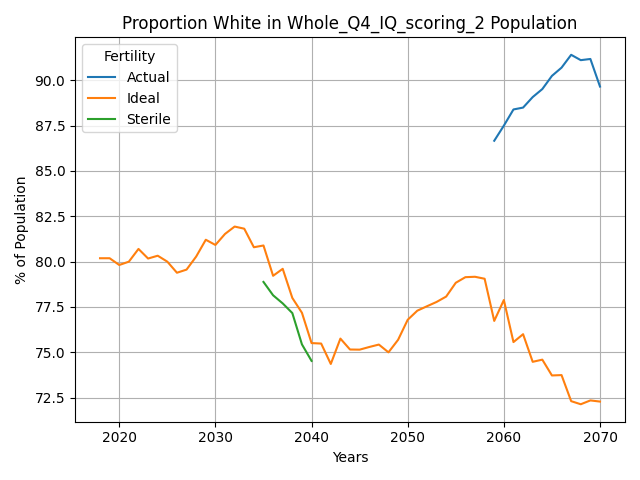 Proportion White in Whole_Q4_IQ_scoring_2 Population
Fertility
Actual
Ideal
Sterile
% of Population
90.0
87.5
85.0
82.5
80.0
77.5
75.0
72.5
2020
2030
2040
2050
2060
2070
Years